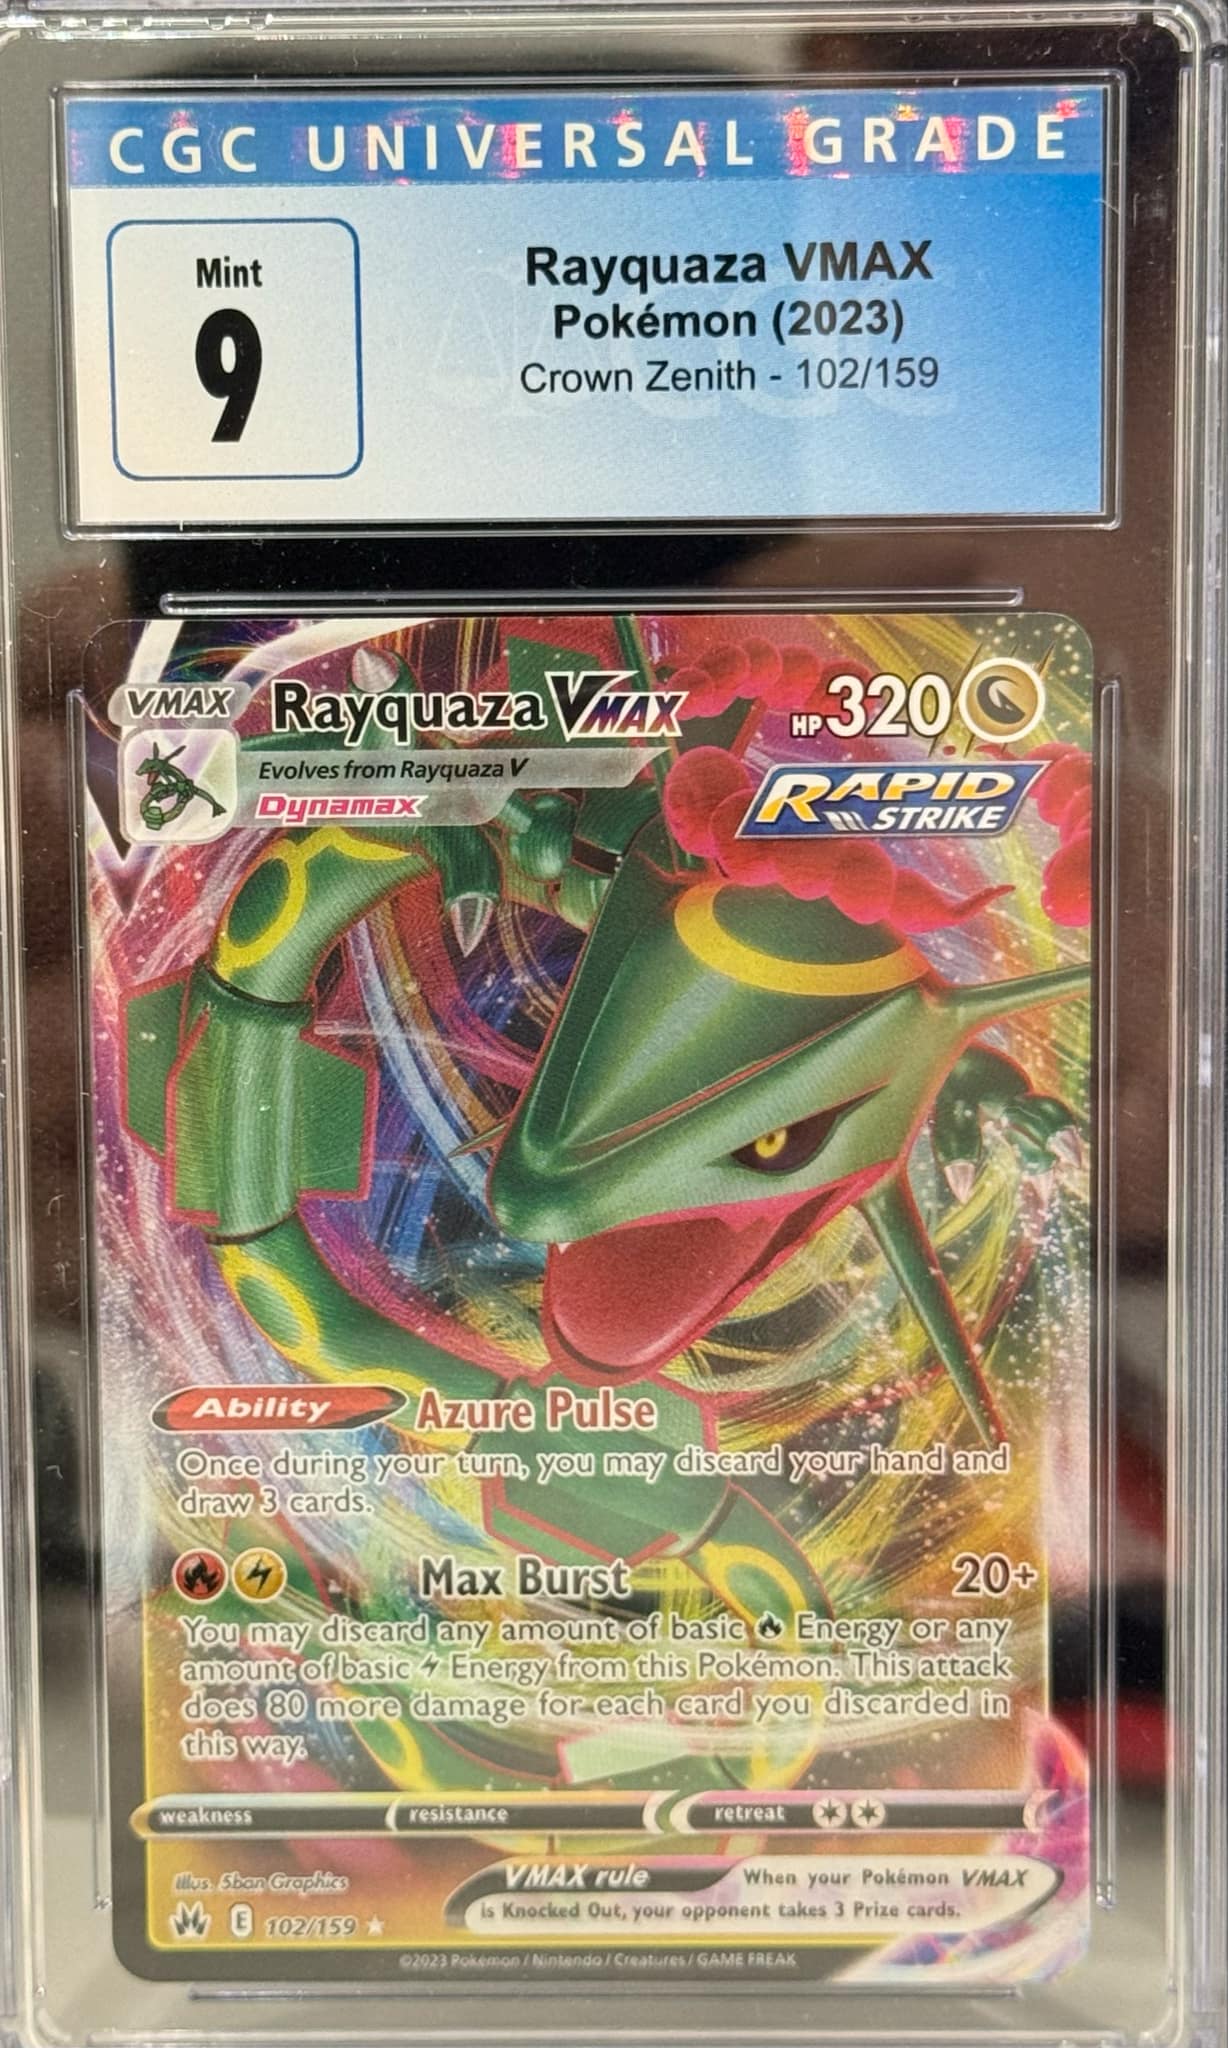 CGC UNIVERSAL GRADE
Mint
9
Rayquaza VMAX
Pokémon (2023)
Crown Zenith - 102/159
VMAX
Rayquaza VMAX
HP 320
Evolves from Rayquaza V
Dynamax
RAPID
STRIKE
Ability Azure Pulse
Once during your turn, you may discard your hand and
draw 3 cards.
Max Burst 20+
You may discard any amount of basic Energy or any
amount of basic Energy from this Pokémon. This attack
does 80 more damage for each card you discarded in
this way.
weakness resistance retreat
Illus. 5ban Graphics
VMAX rule When your Pokémon VMAX
is Knocked Out, your opponent takes 3 Prize cards.
E 102/159 ★
©2023 Pokémon / Nintendo / Creatures / GAME FREAK